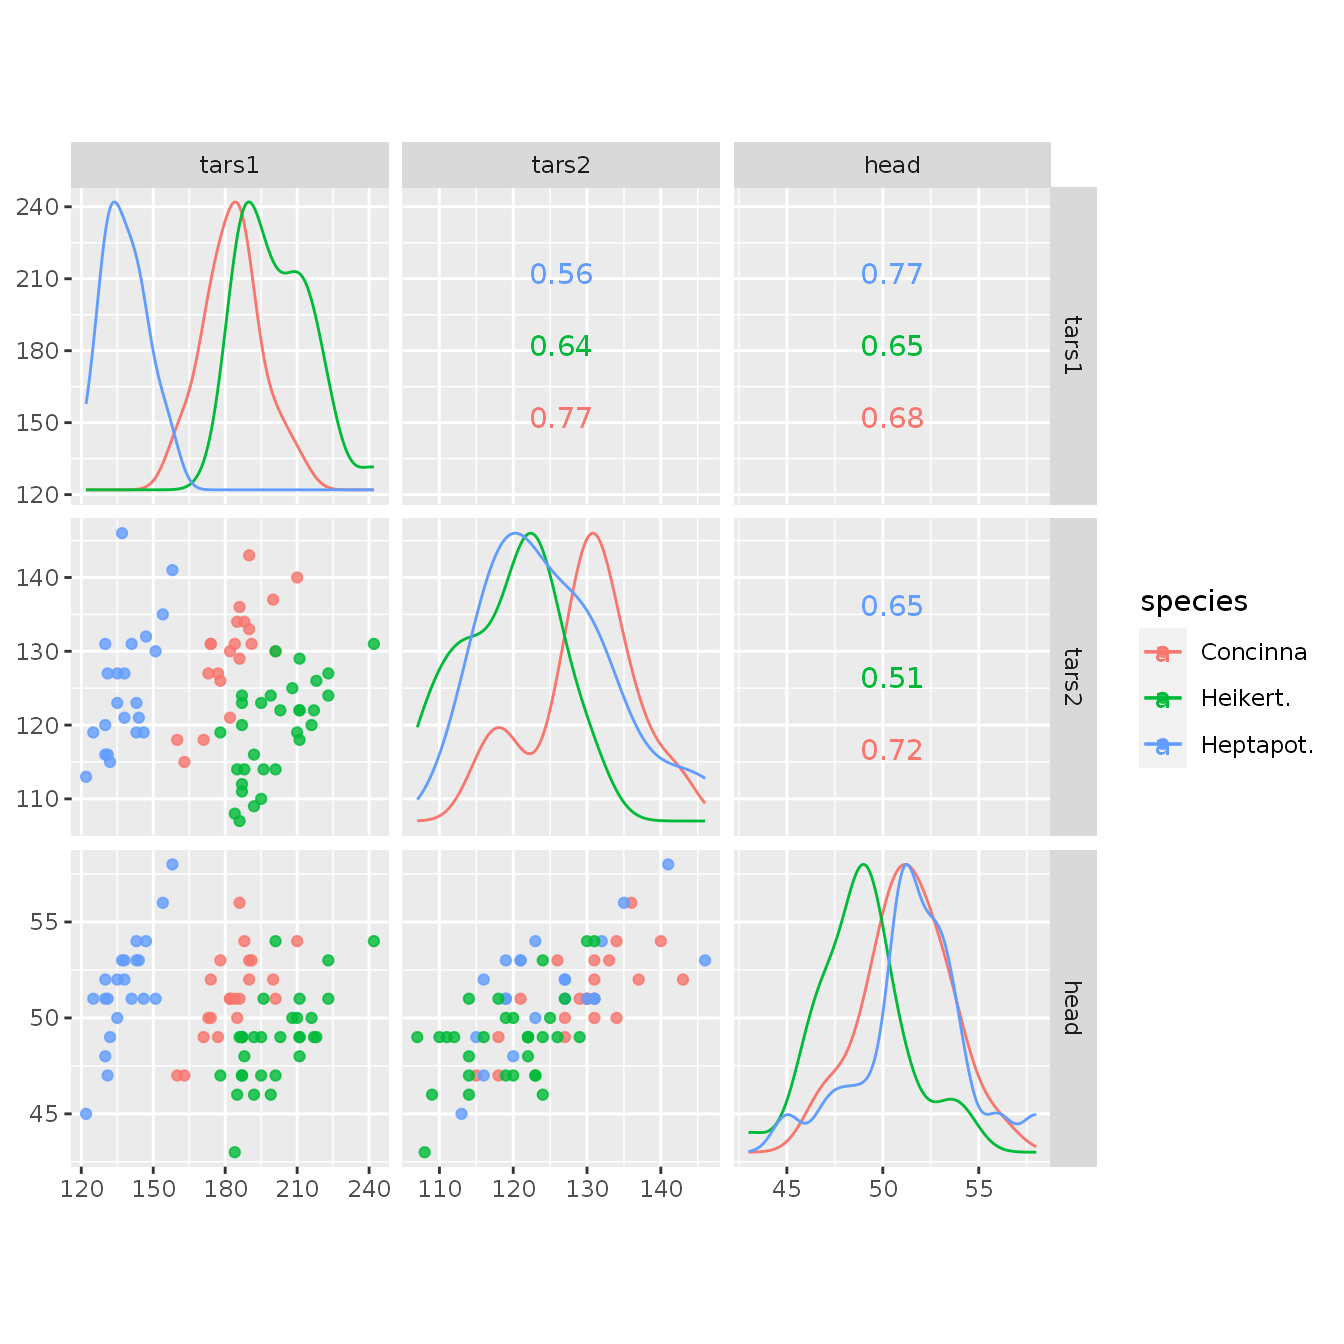 tars1 tars2 head
240
210
180
150
120
0.56 0.77
0.64 0.65
0.77 0.68
tars1
140
130
120
110
0.65
0.51
0.72
tars2
55
50
45
head
120 150 180 210 240 110 120 130 140 45 50 55
species
a Concinna
a Heikert.
a Heptapot.